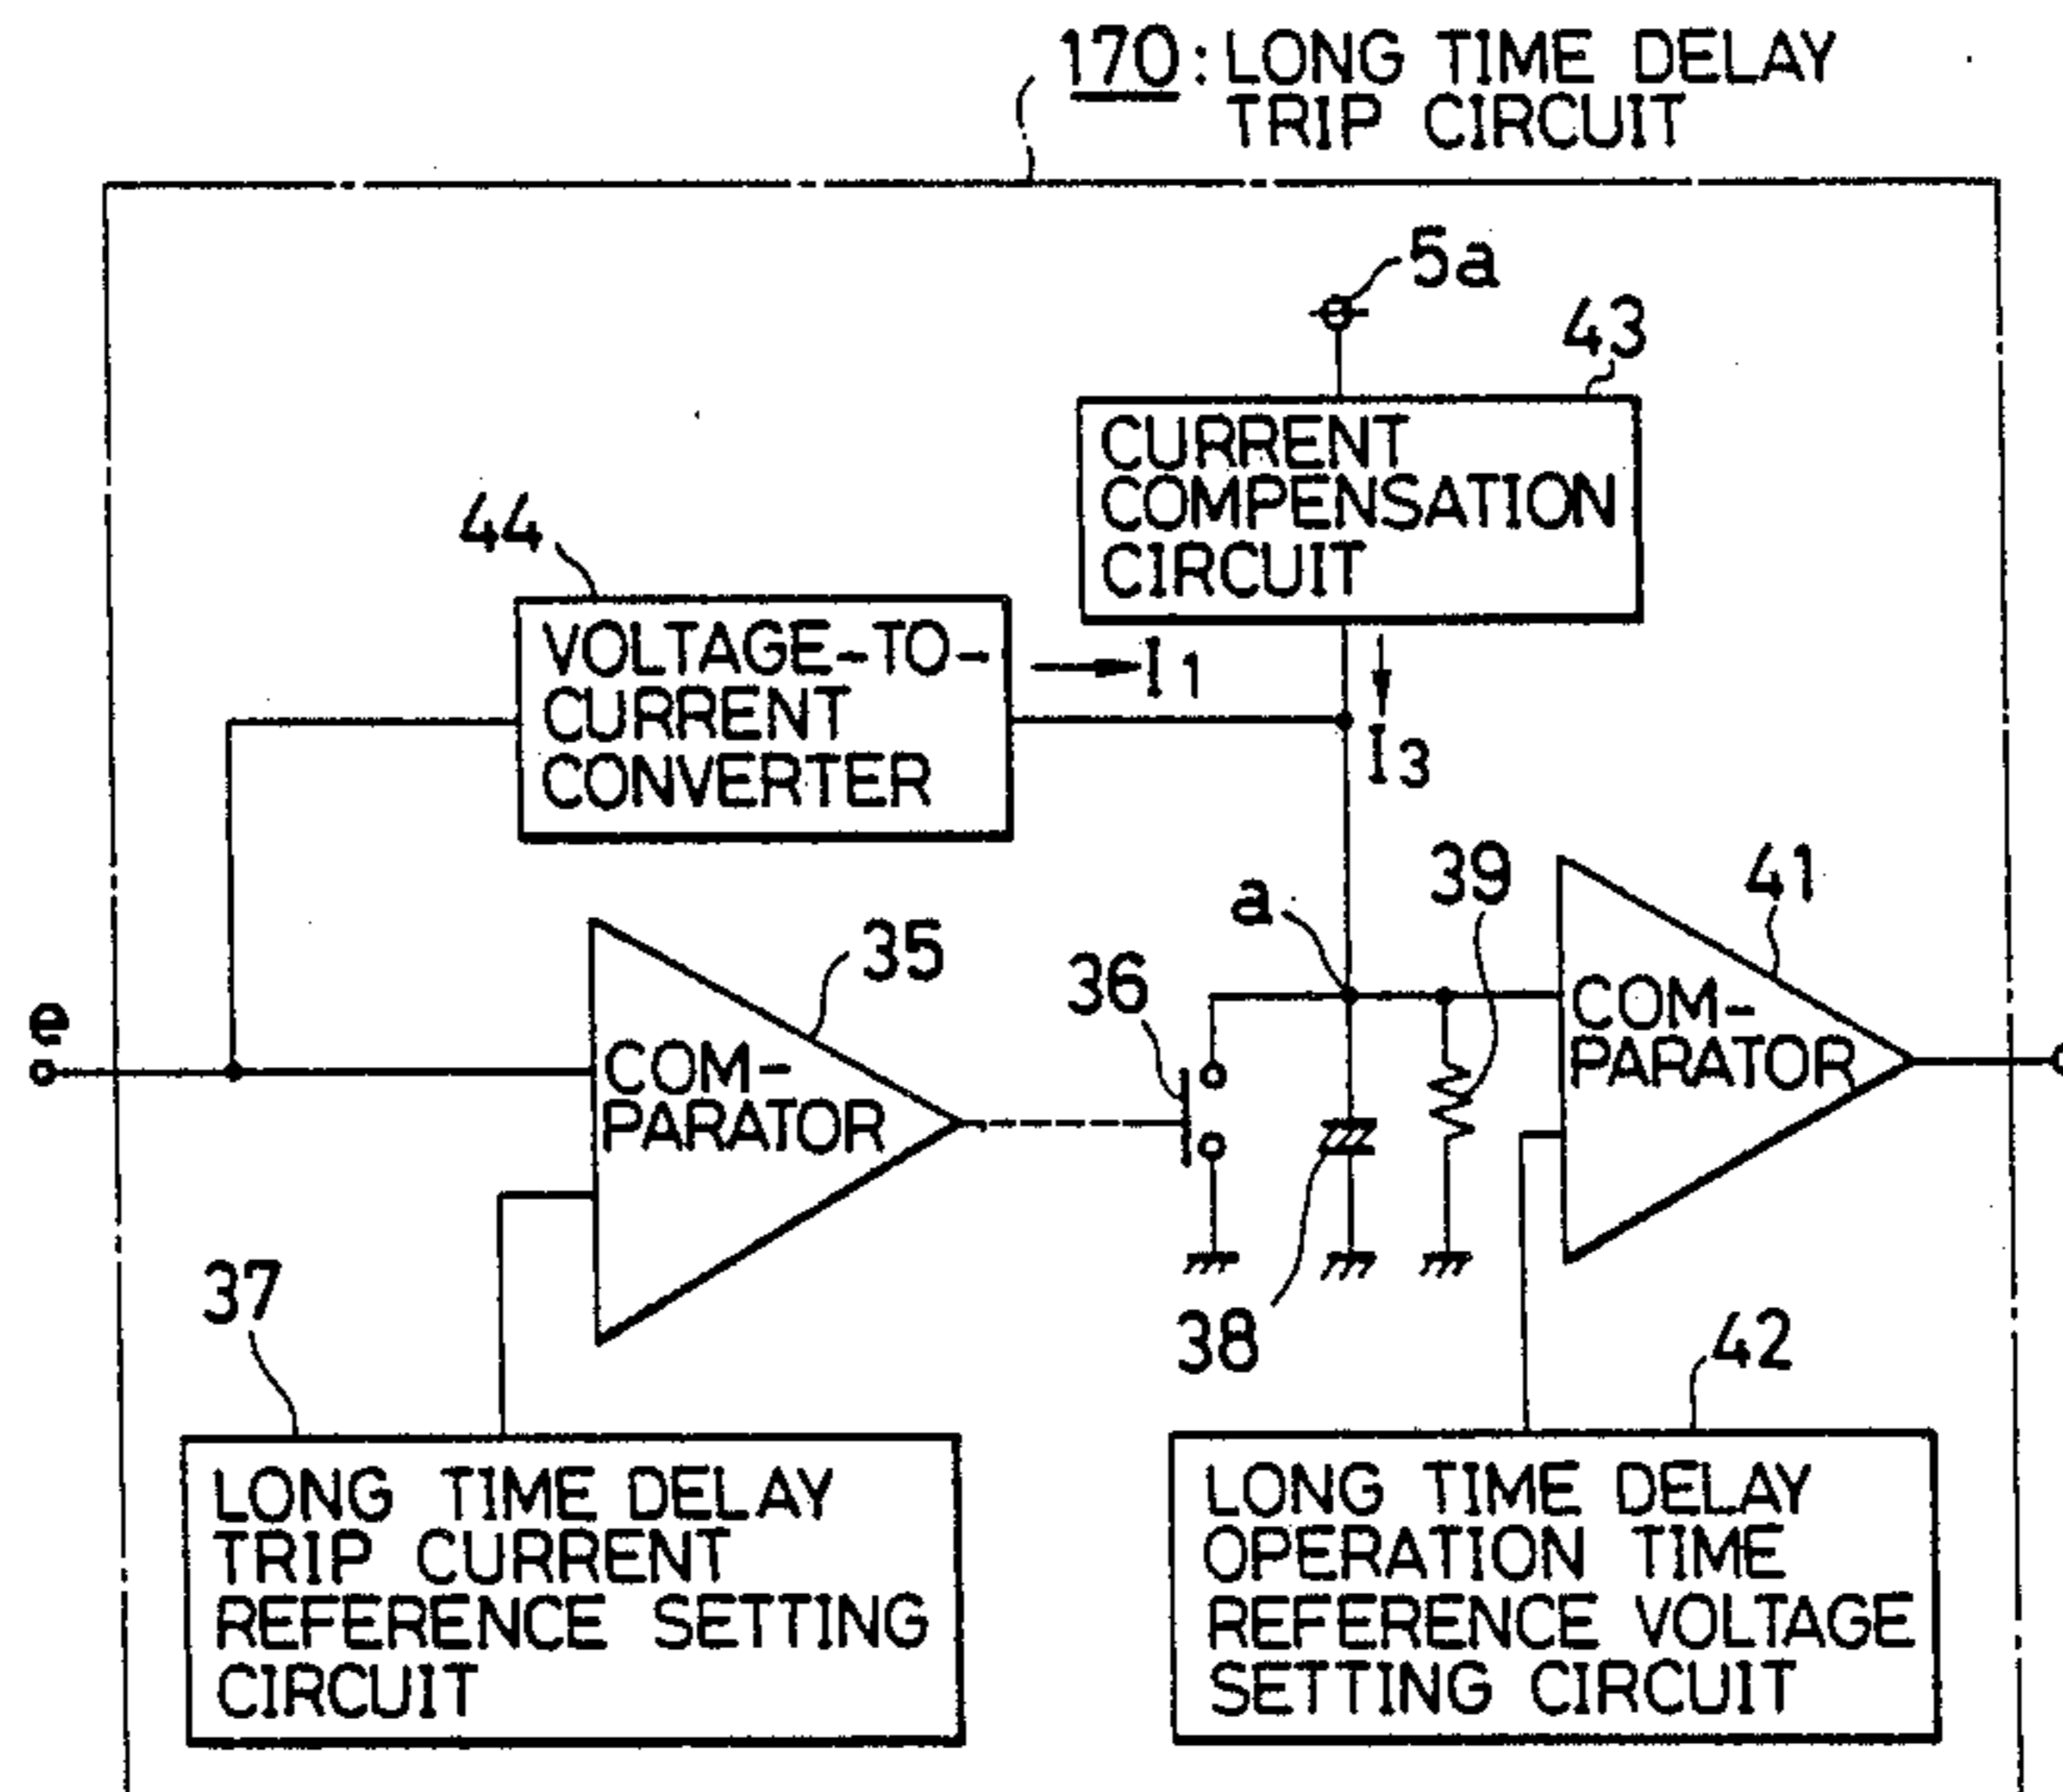 170: LONG TIME DELAY
TRIP CIRCUIT
5a
43
CURRENT
COMPENSATION
CIRCUIT
44
VOLTAGE-TO-
CURRENT
CONVERTER
I1
I3
e
35
COM-
PARATOR
36
a
39
41
COM-
PARATOR
38
37
LONG TIME DELAY
TRIP CURRENT
REFERENCE SETTING
CIRCUIT
42
LONG TIME DELAY
OPERATION TIME
REFERENCE VOLTAGE
SETTING CIRCUIT